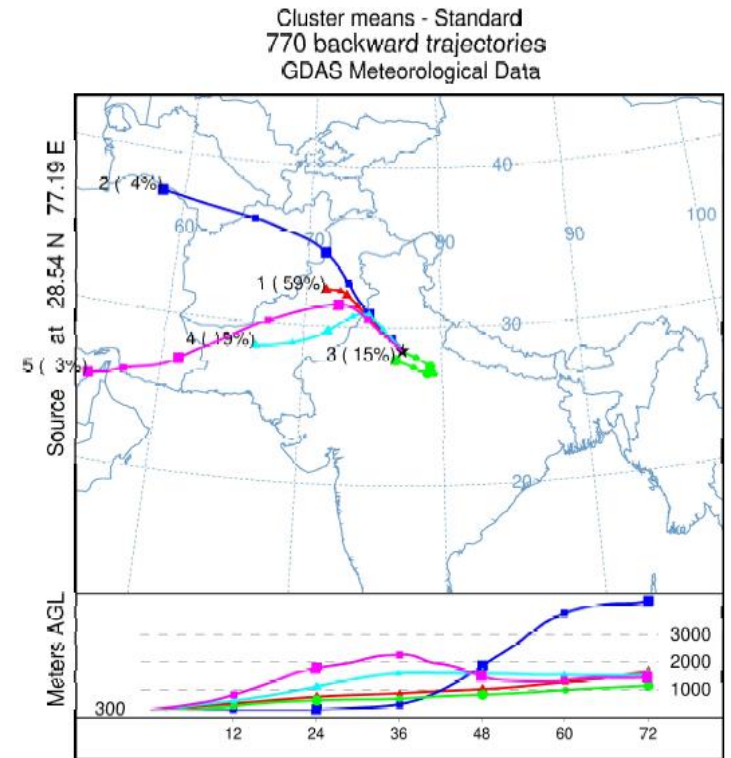 Cluster means - Standard
770 backward trajectories
GDAS Meteorological Data
Source ★ at 28.54 N 77.19 E
40
2 ( 4%)
60
70
80
90
100
1 ( 59%)
30
4 ( 19%)
3 ( 15%)
5 ( 3%)
20
Meters AGL
3000
2000
1000
300
12 24 36 48 60 72